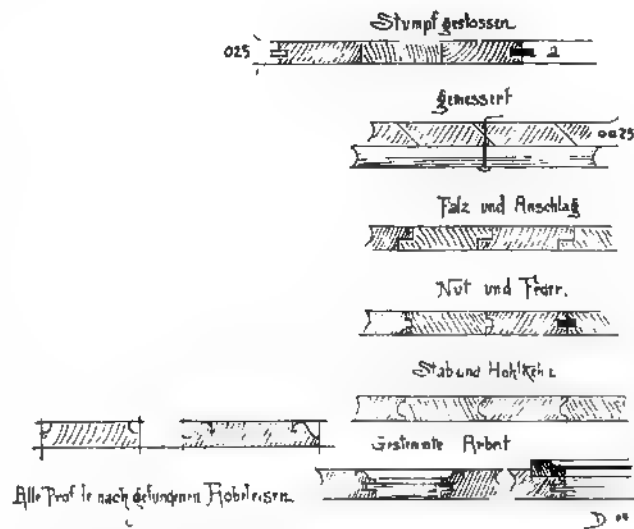 Stumpf gestossen
025
a
gemessert
0025
Falz und Anschlag
Nut und Feder.
Stab und Hohlkehl
Gestemmte Arbeit
Alle Profile nach gefundenen Hobeleisen.
D